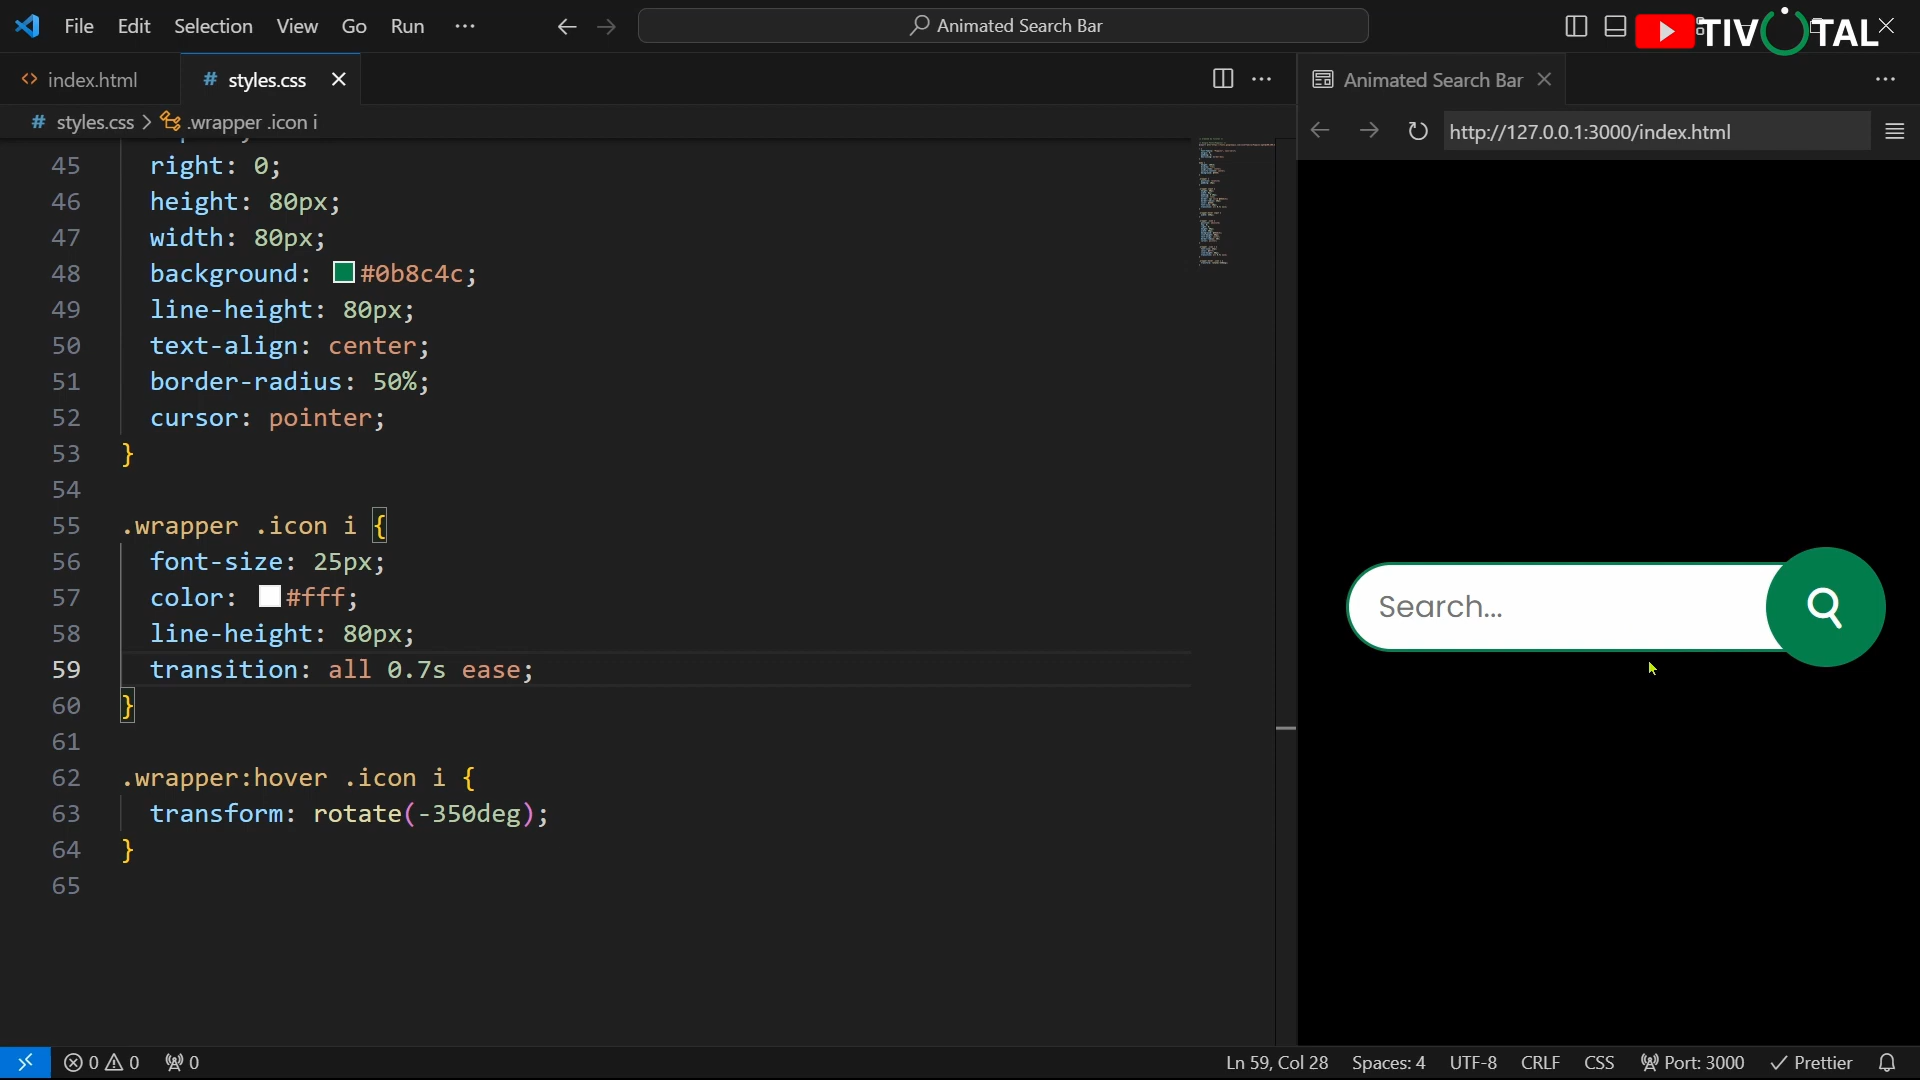 File Edit Selection View Go Run ··· Animated Search Bar TIVOTAL
index.html # styles.css Animated Search Bar
# styles.css > .wrapper .icon i http://127.0.0.1:3000/index.html
45 right: 0;
46 height: 80px;
47 width: 80px;
48 background: #0b8c4c;
49 line-height: 80px;
50 text-align: center;
51 border-radius: 50%;
52 cursor: pointer;
53 }
54
55 .wrapper .icon i {
56 font-size: 25px;
57 color: #fff;
58 line-height: 80px;
59 transition: all 0.7s ease;
60 }
61
62 .wrapper:hover .icon i {
63 transform: rotate(-350deg);
64 }
65
Search...
0 0 0 Ln 59, Col 28 Spaces: 4 UTF-8 CRLF CSS Port: 3000 Prettier